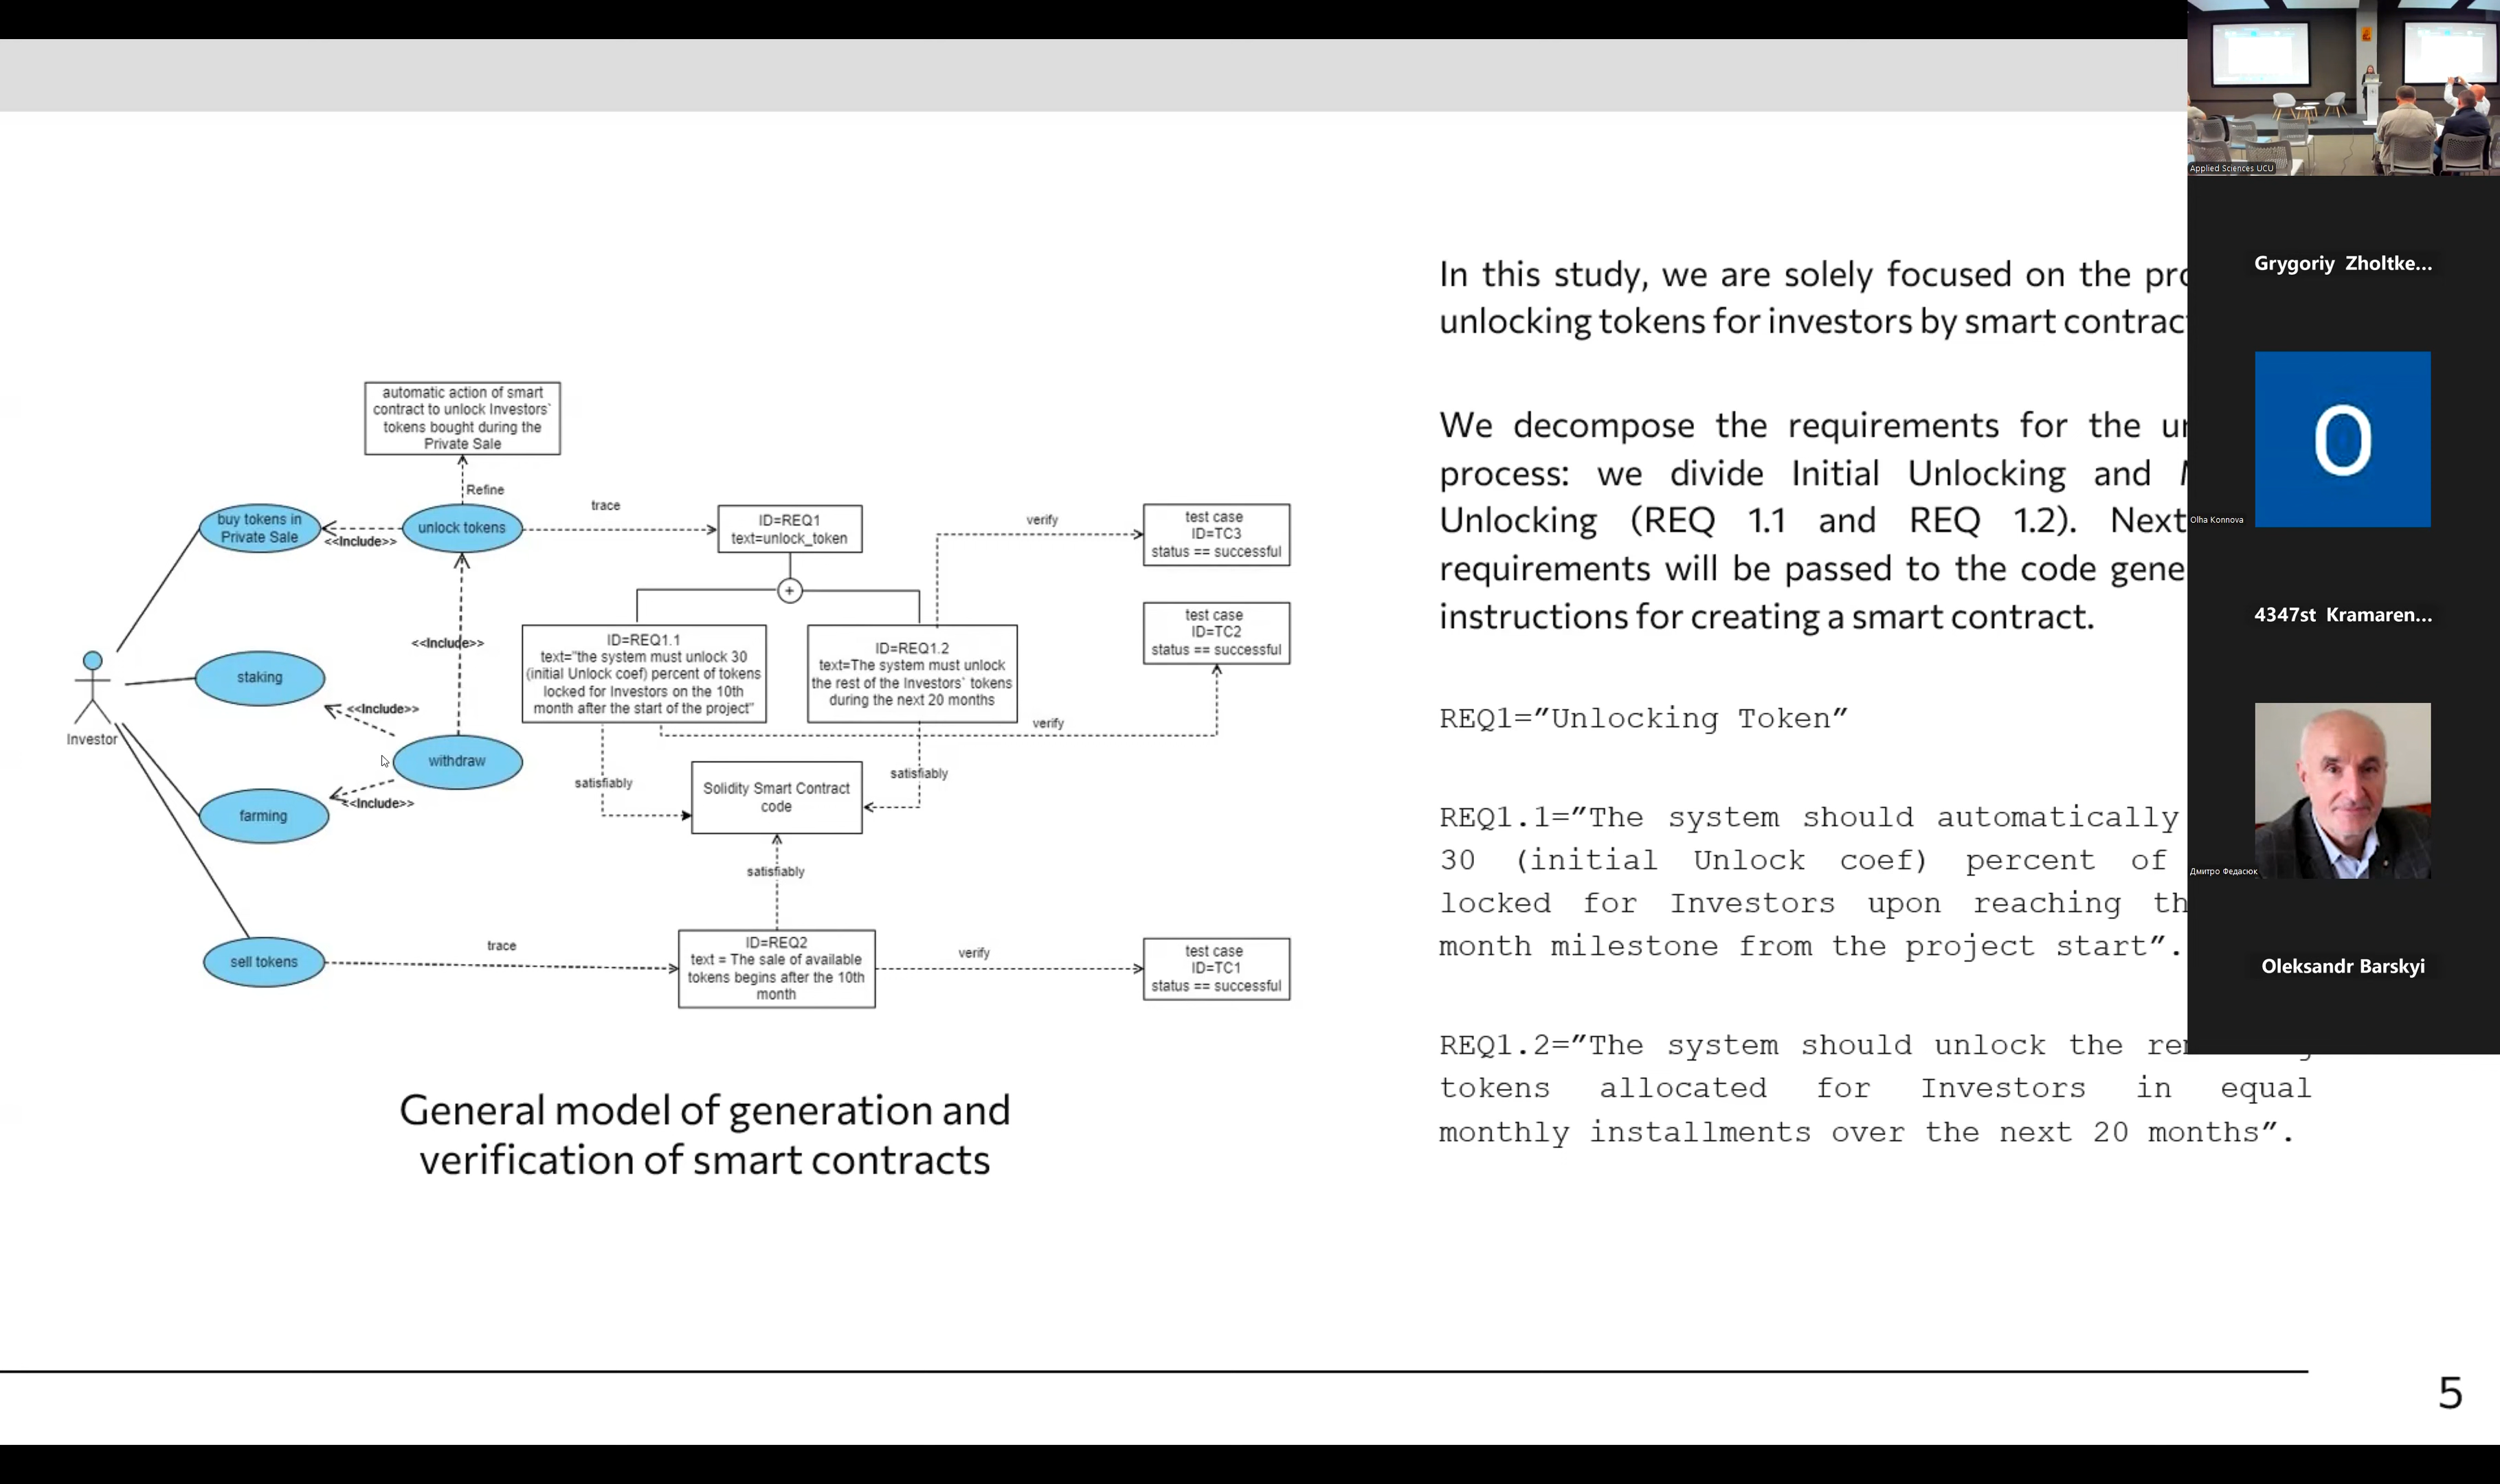 automatic action of smart
contract to unlock Investors`
tokens bought during the
Private Sale
Refine
buy tokens in
Private Sale
<<Include>>
unlock tokens
trace
ID=REQ1
text=unlock_token
+
verify
test case
ID=TC3
status == successful
test case
ID=TC2
status == successful
<<Include>>
ID=REQ1.1
text="the system must unlock 30
(initial Unlock coef) percent of tokens
locked for Investors on the 10th
month after the start of the project"
ID=REQ1.2
text=The system must unlock
the rest of the Investors` tokens
during the next 20 months
verify
Investor
staking
<<Include>>
withdraw
<<Include>>
farming
satisfiably
Solidity Smart Contract
code
satisfiably
satisfiably
sell tokens
trace
ID=REQ2
text = The sale of available
tokens begins after the 10th
month
verify
test case
ID=TC1
status == successful
General model of generation and
verification of smart contracts
In this study, we are solely focused on the
unlocking tokens for investors by smart
We decompose the requirements for the
process: we divide Initial Unlocking and
Unlocking (REQ 1.1 and REQ 1.2). Next
requirements will be passed to the code
instructions for creating a smart contract.
REQ1="Unlocking Token"
REQ1.1="The system should automatically
30 (initial Unlock coef) percent of
locked for Investors upon reaching
month milestone from the project start".
REQ1.2="The system should unlock the
tokens allocated for Investors in equal
monthly installments over the next 20 months".
5
Applied Sciences UCU
Grygoriy Zholtke...
O
Olha Konnova
4347st Kramaren...
Дмитро Федасюк
Oleksandr Barskyi